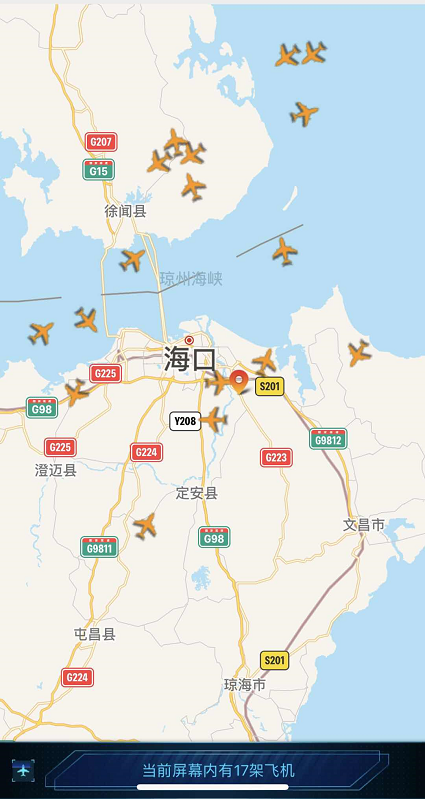 G207
G15
徐闻县
琼州海峡
海口
G225
S201
G98
Y208
G9812
G225
G224
G223
澄迈县
定安县
文昌市
G9811
G98
屯昌县
S201
G224
琼海市
当前屏幕内有17架飞机